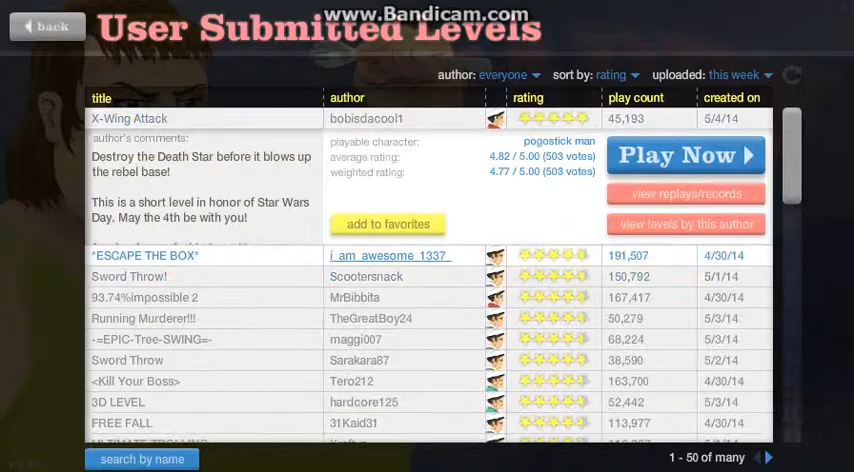 www.Bandicam.com
back
User Submitted Levels
author: everyone sort by: rating uploaded: this week
title author rating play count created on
X-Wing Attack bobisdacool1 45,193 5/4/14
author's comments:
Destroy the Death Star before it blows up
the rebel base!
This is a short level in honor of Star Wars
Day. May the 4th be with you!
playable character: pogostick man
average rating: 4.82 / 5.00 (503 votes)
weighted rating: 4.77 / 5.00 (503 votes)
add to favorites
Play Now
view replays/records
view levels by this author
*ESCAPE THE BOX* i_am_awesome_1337_ 191,507 4/30/14
Sword Throw! Scootersnack 150,792 5/1/14
93.74%impossible 2 MrBibbita 167,417 4/30/14
Running Murderer!!! TheGreatBoy24 50,279 5/3/14
-=EPIC-Tree-SWING=- maggi007 68,224 5/3/14
Sword Throw Sarakara87 38,590 5/2/14
<Kill Your Boss> Tero212 163,700 4/30/14
3D LEVEL hardcore125 52,442 5/3/14
FREE FALL 31Kaid31 113,977 4/30/14
search by name
1 - 50 of many